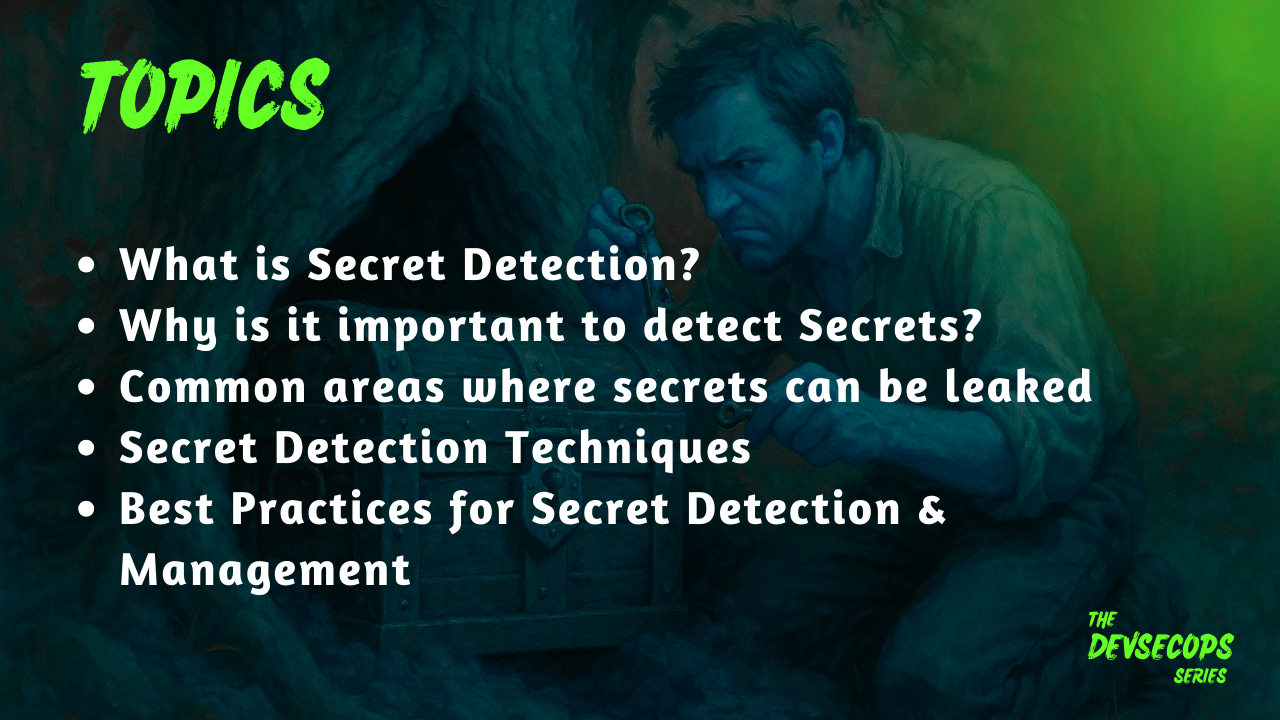 TOPICS
• What is Secret Detection?
• Why is it important to detect Secrets?
• Common areas where secrets can be leaked
• Secret Detection Techniques
• Best Practices for Secret Detection &
Management
THE
DEVSECOPS
SERIES